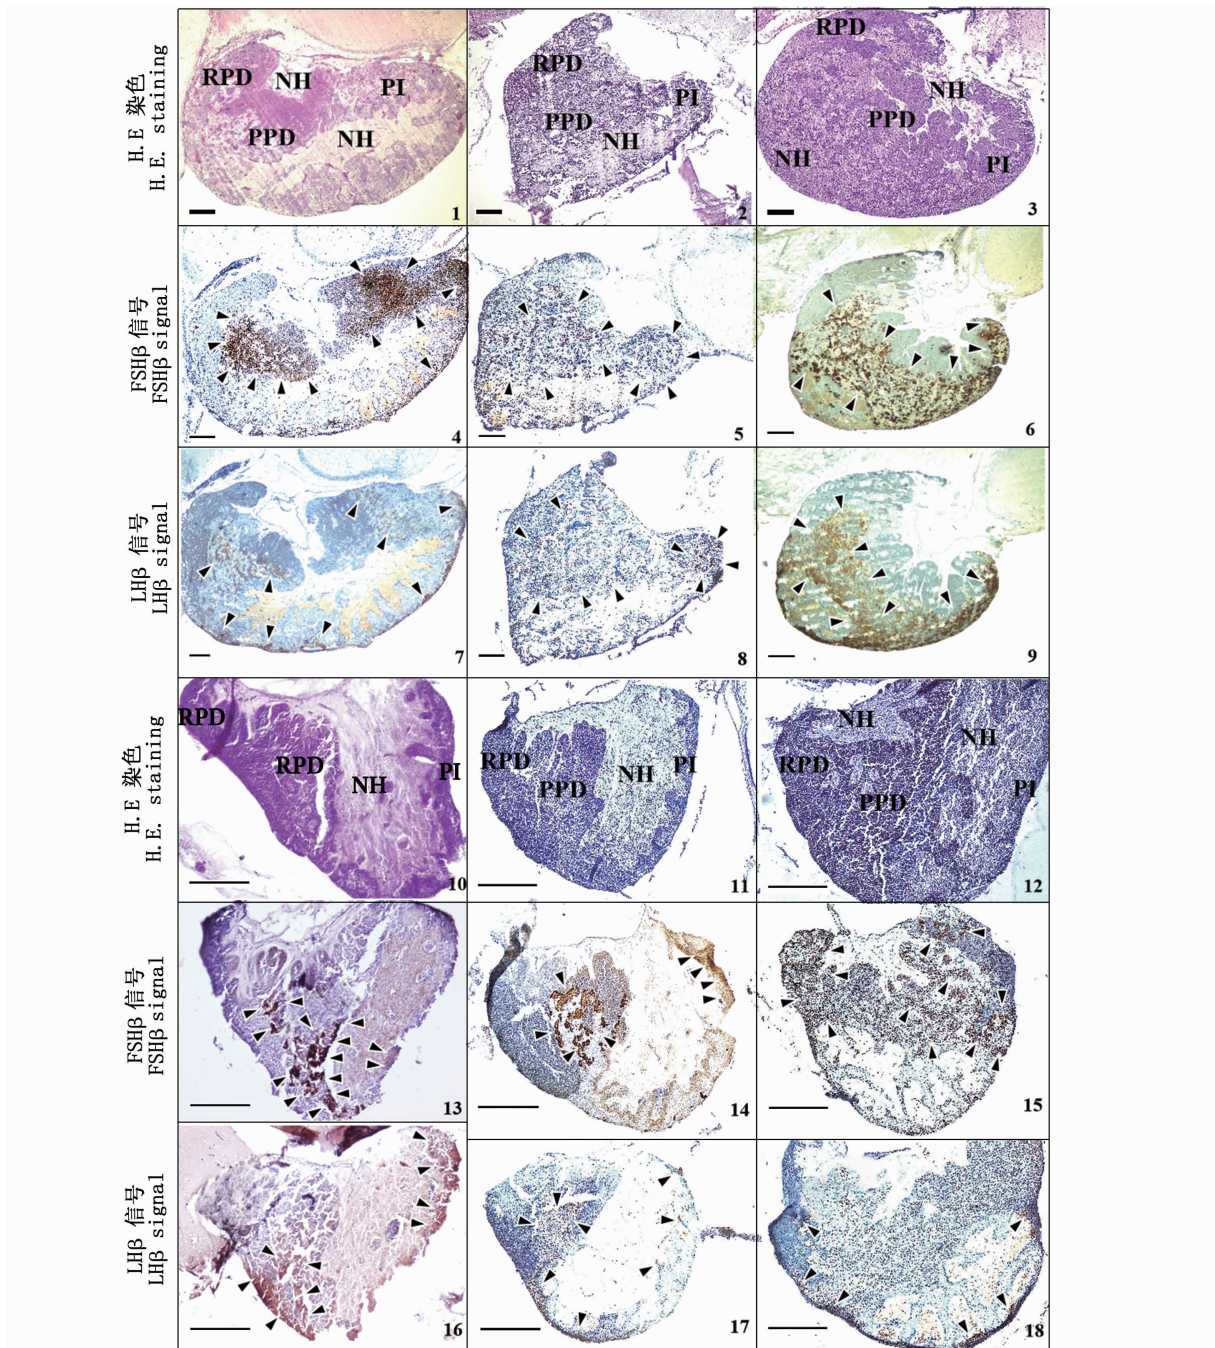 H.E 染色
H.E. staining
RPD
NH
PI
PPD
NH
1
RPD
PI
PPD
NH
2
RPD
NH
PPD
NH
PI
3
FSHβ 信号
FSHβ signal
4
5
6
LHβ 信号
LHβ signal
7
8
9
H.E 染色
H.E. staining
RPD
RPD
NH
PI
10
RPD
PPD
NH
PI
11
NH
NH
RPD
PPD
PI
12
FSHβ 信号
FSHβ signal
13
14
15
LHβ 信号
LHβ signal
16
17
18